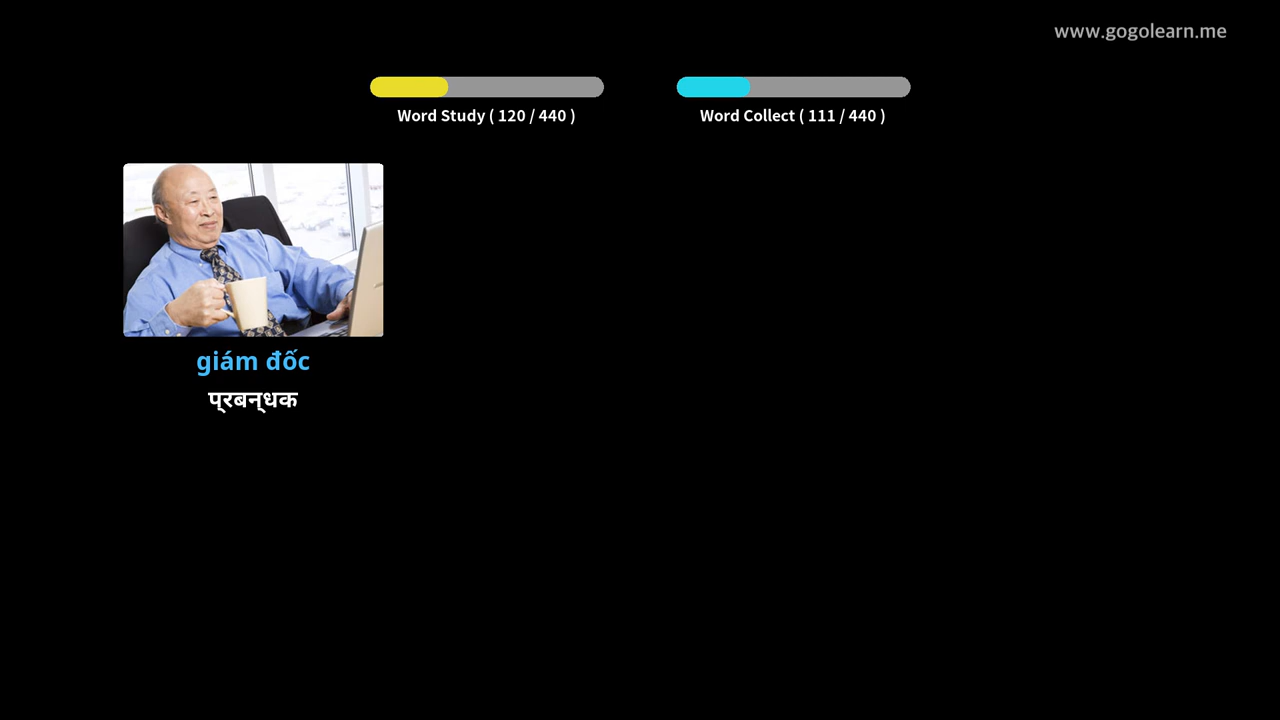 www.gogolearn.me
Word Study ( 120 / 440 )
Word Collect ( 111 / 440 )
giám đốc
प्रबन्धक